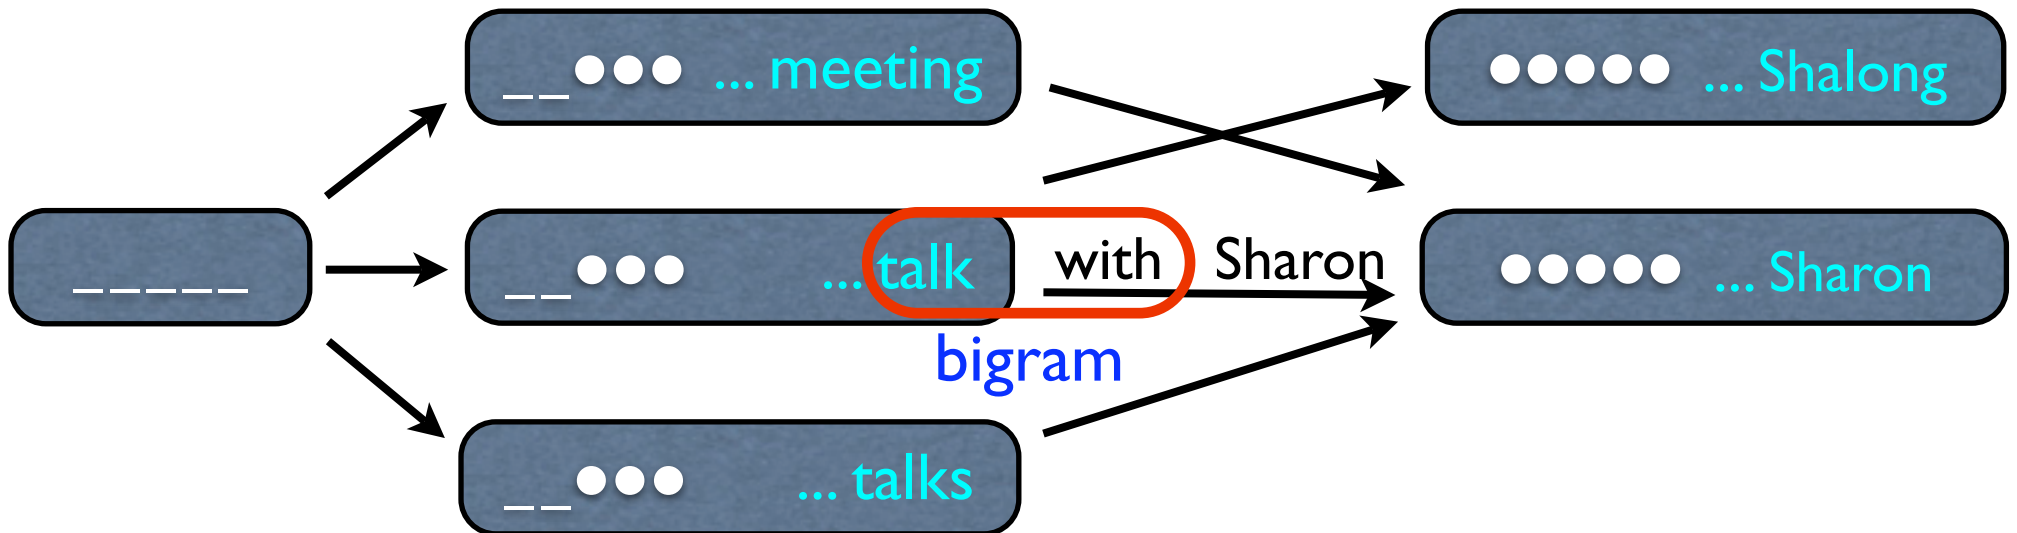 _ _ _ _ _
_ _ ●●● ... meeting
_ _ ●●● ... talk
_ _ ●●● ... talks
with Sharon
bigram
●●●●● ... Shalong
●●●●● ... Sharon